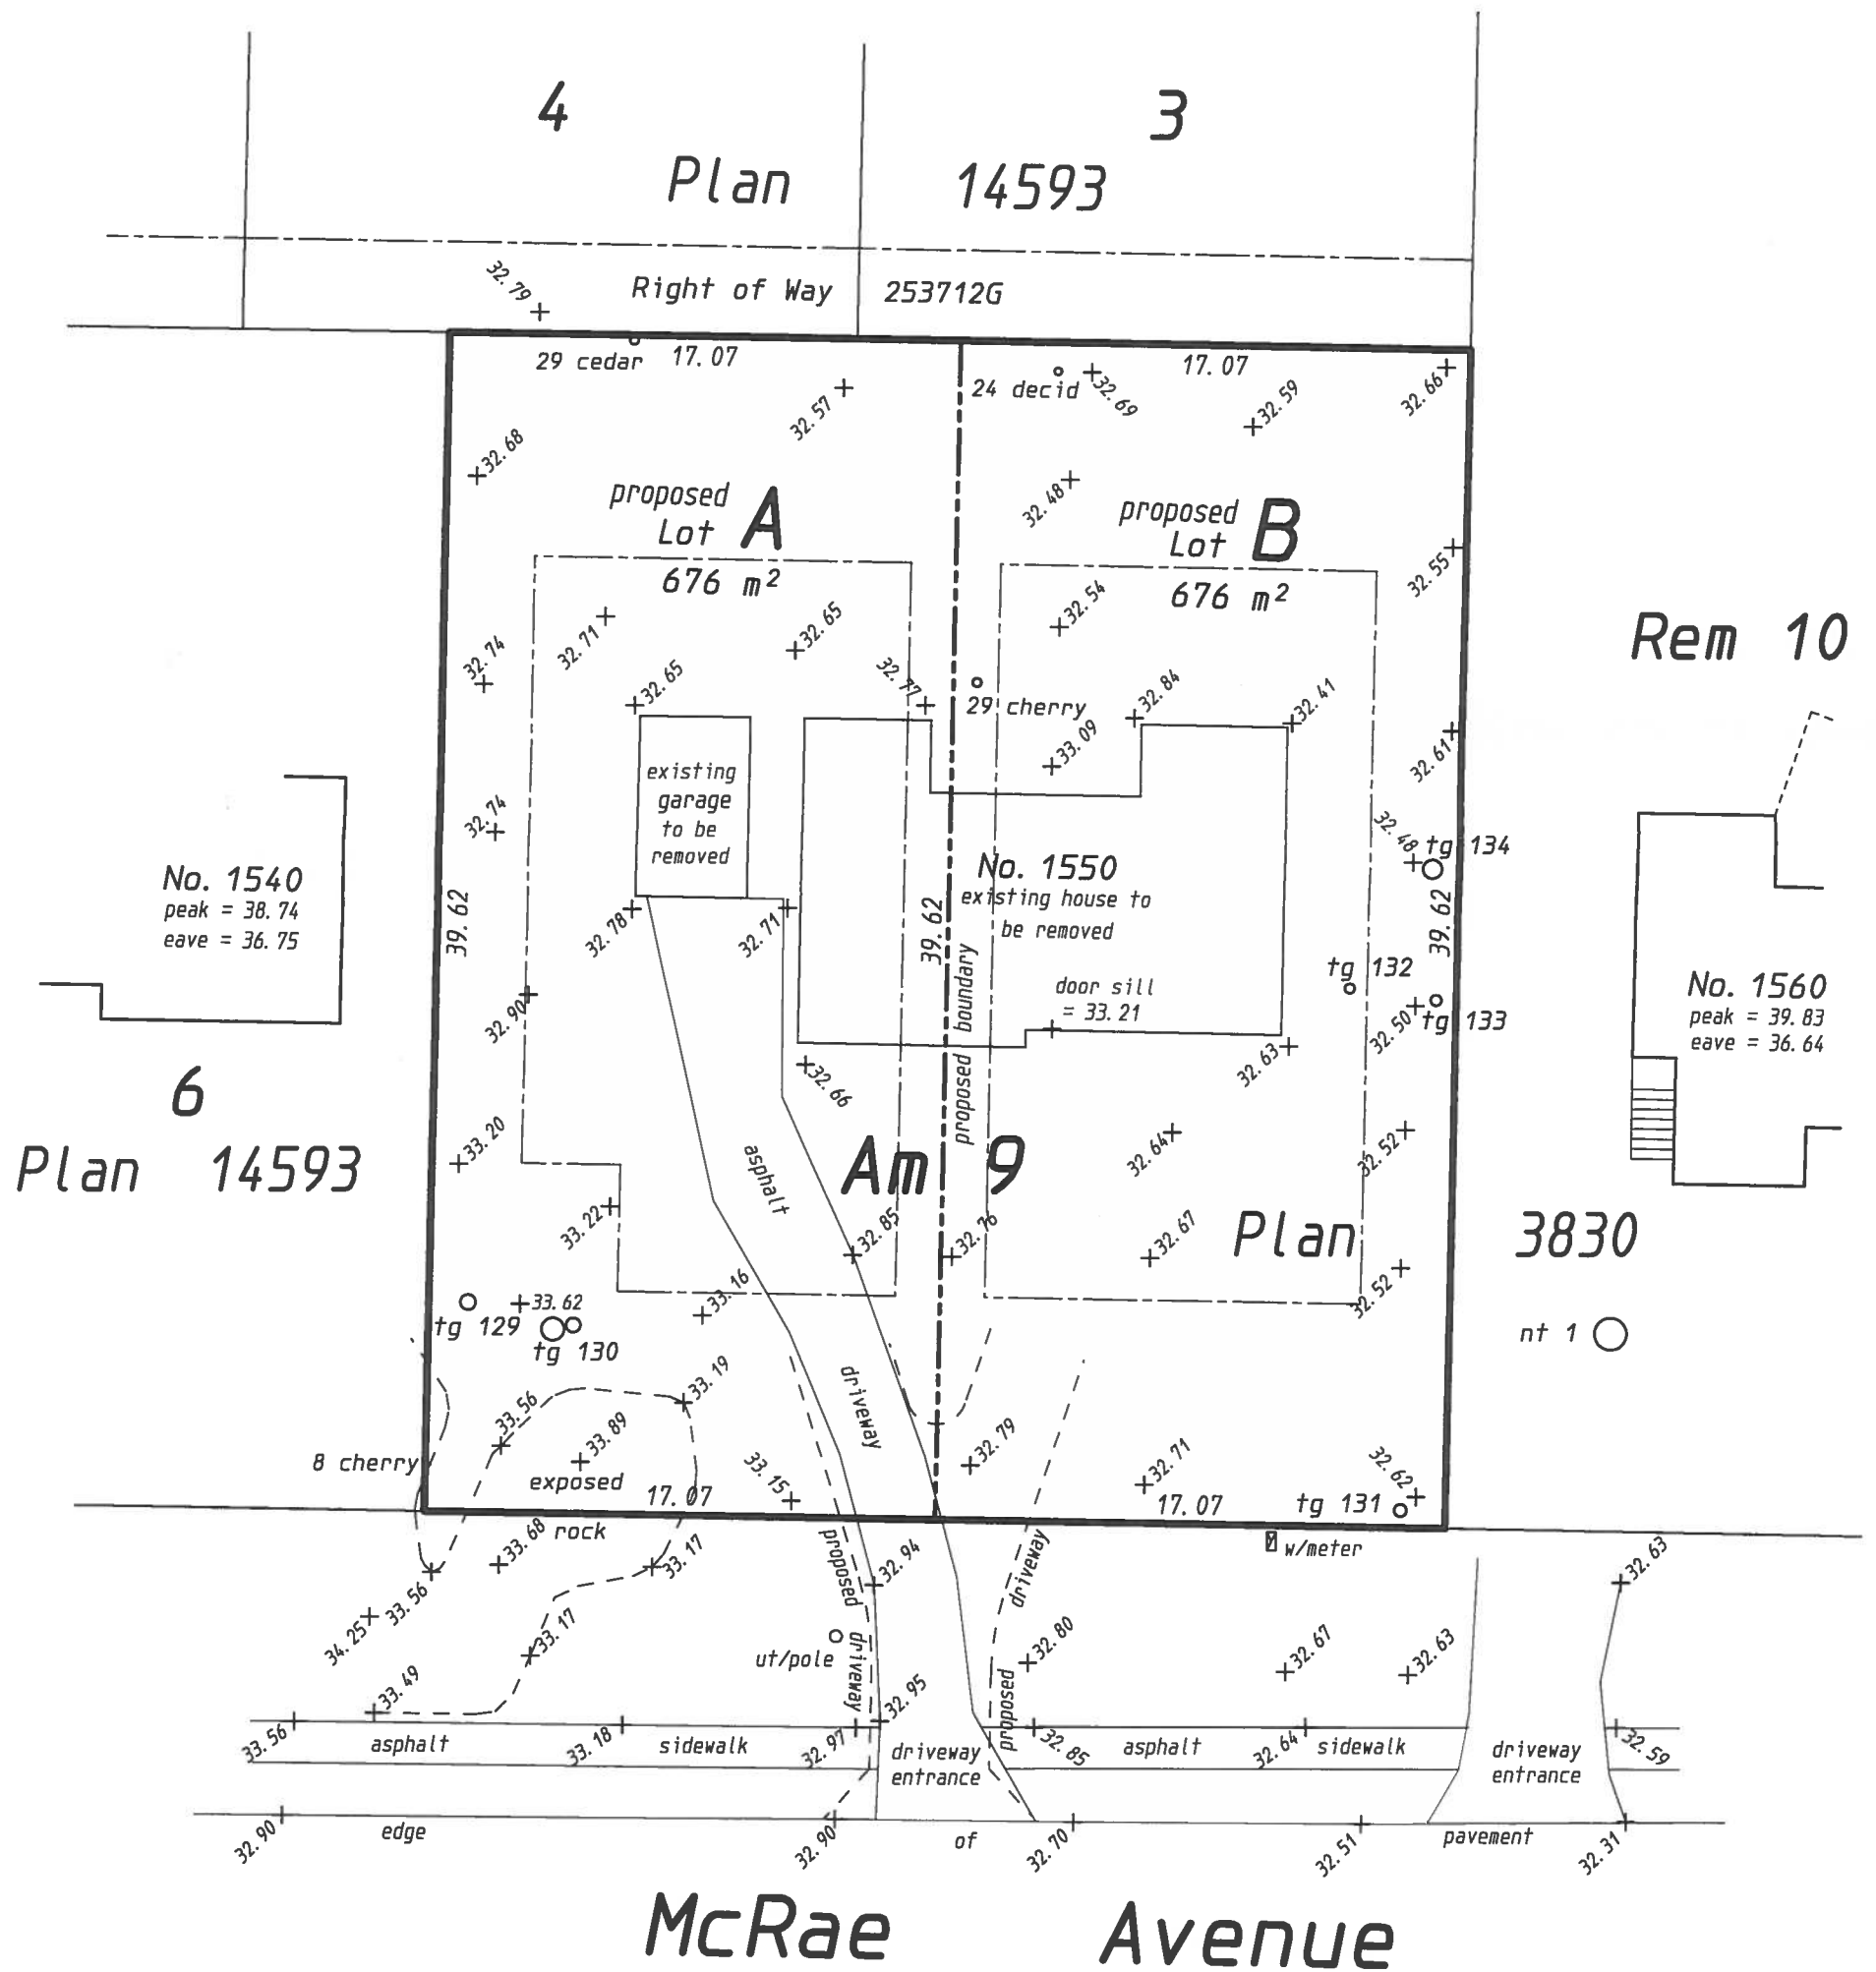 4
3
Plan 14593
32.79
Right of Way 253712G
29 cedar
17.07
17.07
24 decid
32.69
32.59
32.66
32.57
32.68
32.48
proposed
Lot A
676 m²
proposed
Lot B
676 m²
32.55
32.71
32.65
32.54
32.74
32.65
32.77
29 cherry
32.84
32.41
33.09
32.61
Rem 10
existing
garage
to be
removed
32.74
32.48
tg 134
No. 1540
peak = 38.74
eave = 36.75
39.62
No. 1550
existing house to
be removed
39.62
39.62
32.78
32.71
proposed boundary
door sill
= 33.21
tg 132
32.50
tg 133
No. 1560
peak = 39.83
eave = 36.64
32.90
32.66
32.63
6
Plan 14593
33.20
asphalt
Am 9
32.64
32.52
33.22
32.85
32.76
32.67
Plan 3830
33.16
32.52
33.62
tg 129
tg 130
nt 1
33.19
driveway
33.56
33.89
8 cherry
exposed
17.07
33.15
32.79
32.71
17.07
32.62
tg 131
rock
33.68
33.17
w/meter
proposed driveway
32.94
proposed driveway
32.63
33.56
34.25
33.17
ut/pole
32.80
32.67
32.63
33.49
32.95
33.56
asphalt
33.18
sidewalk
32.97
driveway
entrance
32.85
asphalt
32.64
sidewalk
driveway
entrance
32.59
32.90
edge
32.90
of
32.70
32.51
pavement
32.31
McRae Avenue